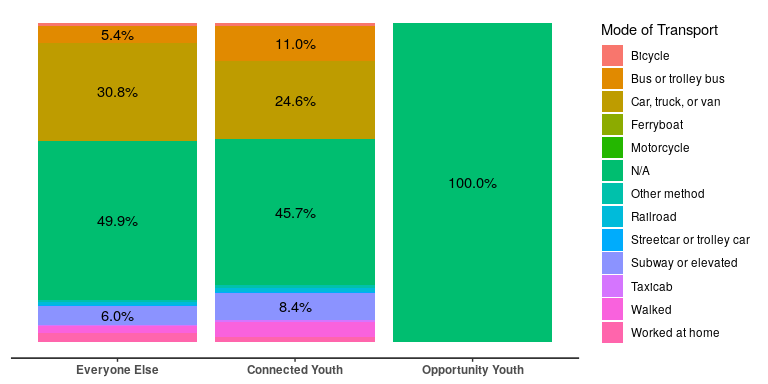 Mode of Transport
Bicycle
Bus or trolley bus
Car, truck, or van
Ferryboat
Motorcycle
N/A
Other method
Railroad
Streetcar or trolley car
Subway or elevated
Taxicab
Walked
Worked at home
5.4%
30.8%
49.9%
6.0%
11.0%
24.6%
45.7%
8.4%
100.0%
Everyone Else
Connected Youth
Opportunity Youth